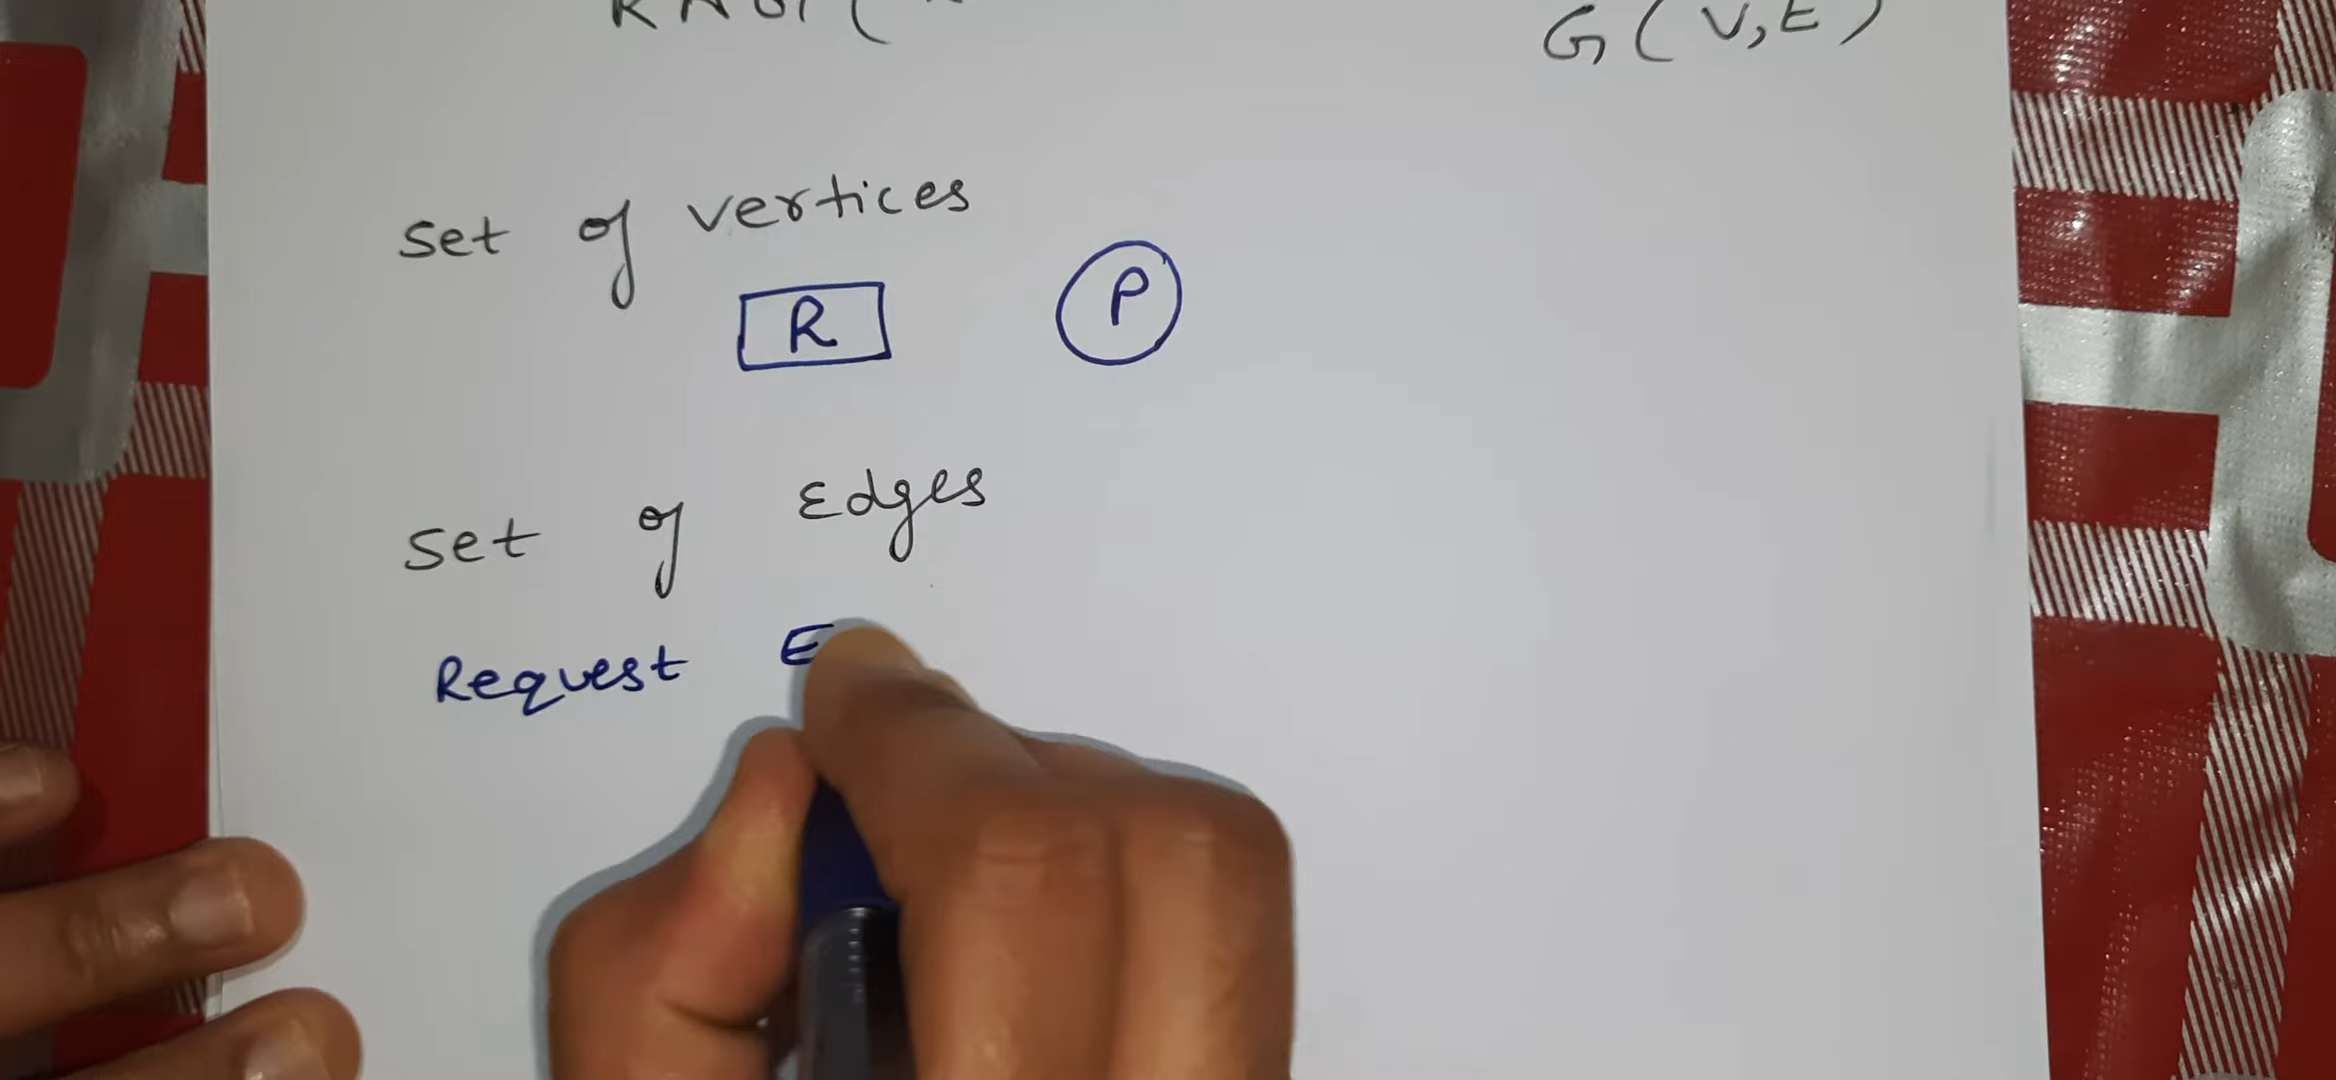 G(V,E)
set of vertices
R P
set of Edges
Request E